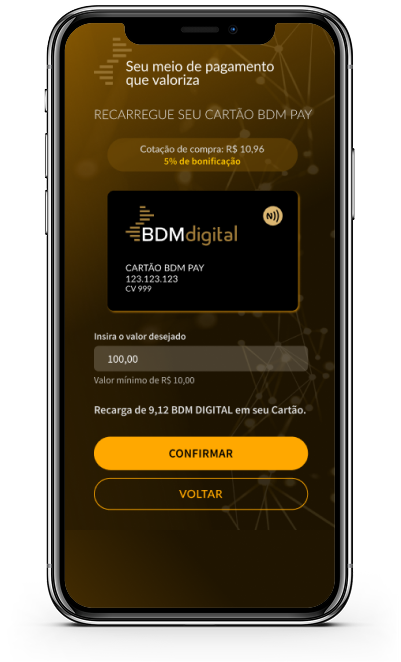 Seu meio de pagamento
que valoriza
RECARREGUE SEU CARTÃO BDM PAY
Cotação de compra: R$ 10,96
5% de bonificação
N
BDMdigital
CARTÃO BDM PAY
123.123.123
CV 999
Insira o valor desejado
100,00
Valor mínimo de R$ 10,00
Recarga de 9,12 BDM DIGITAL em seu Cartão.
CONFIRMAR
VOLTAR